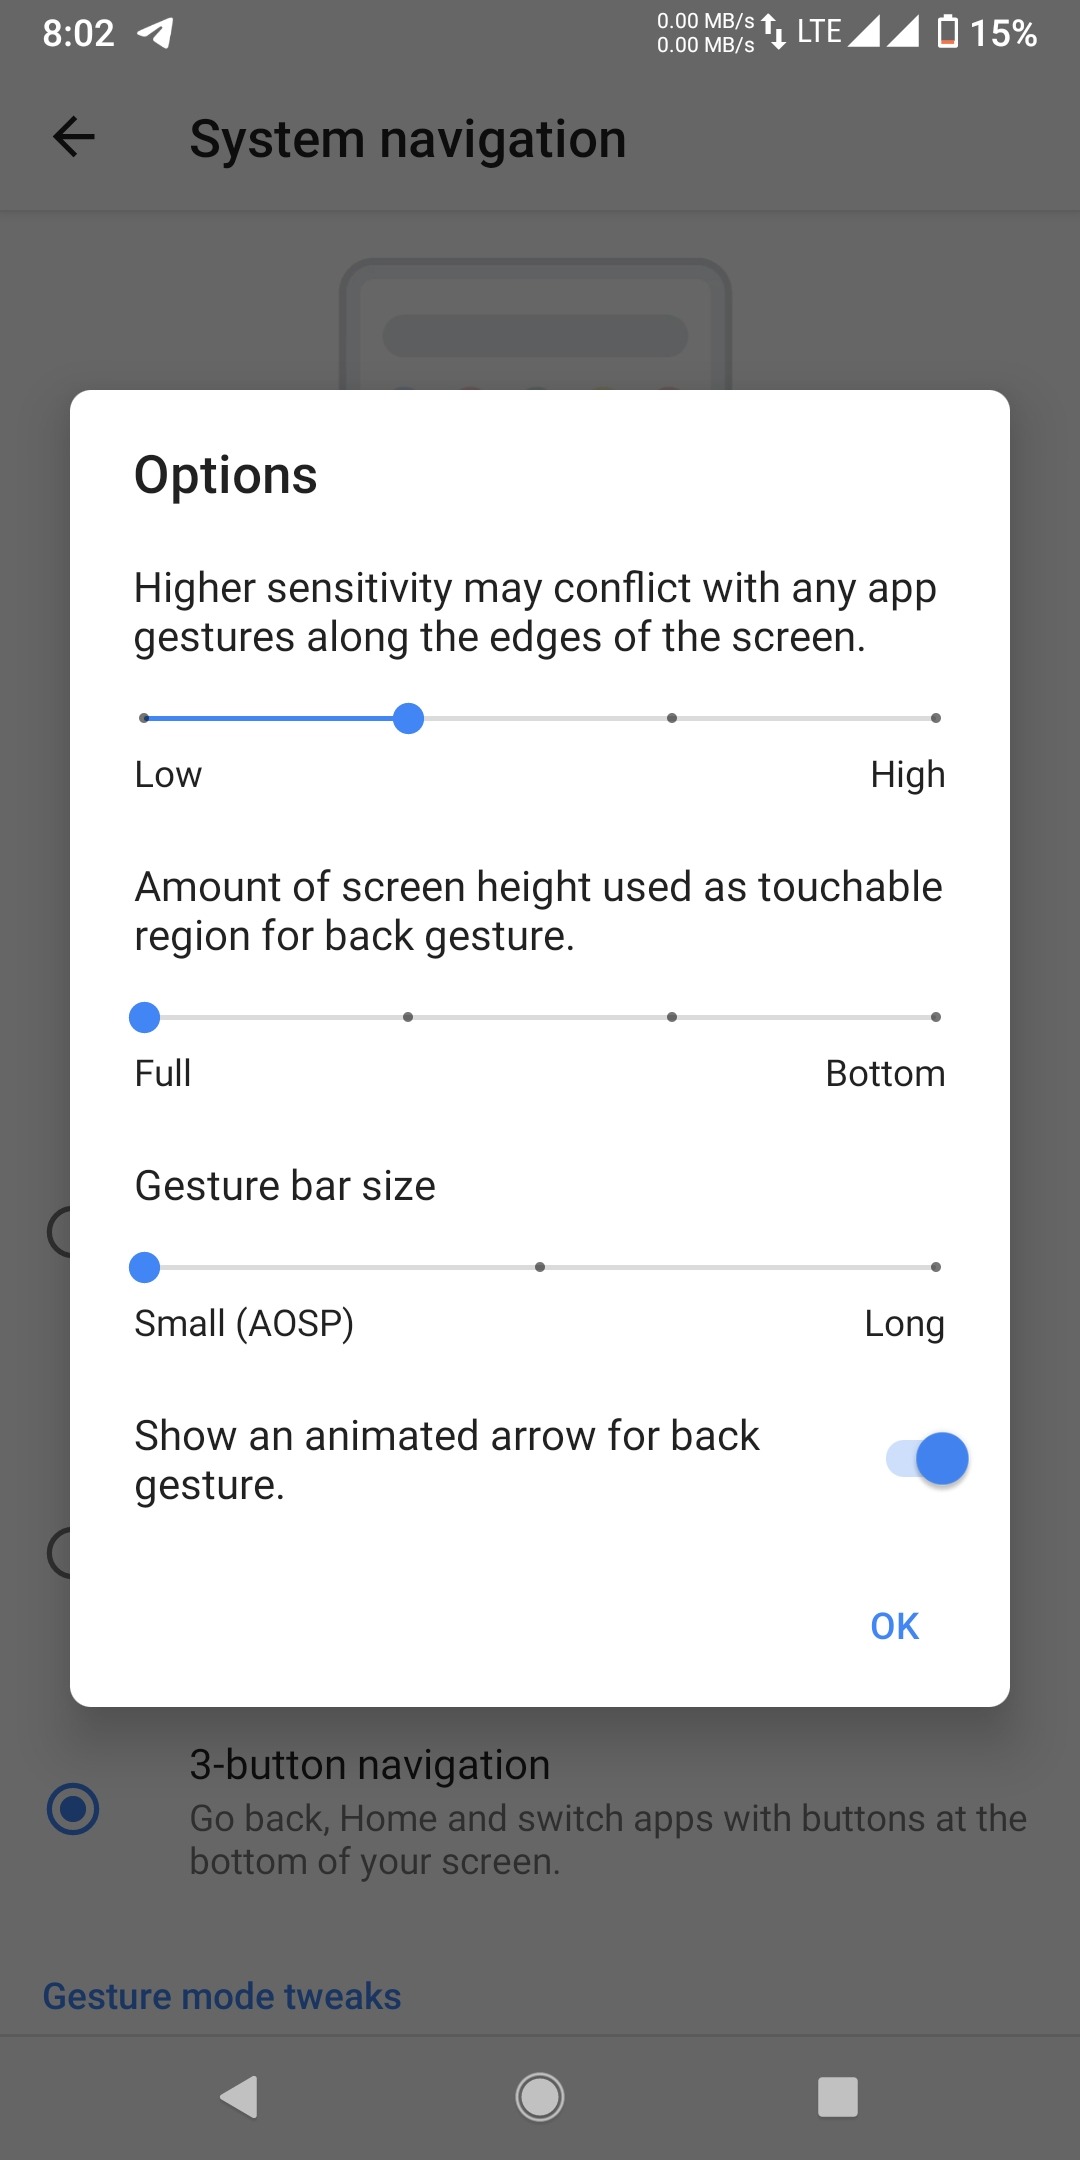 8:02
0.00 MB/s
0.00 MB/s
LTE
15%
System navigation
Options
Higher sensitivity may conflict with any app
gestures along the edges of the screen.
Low
High
Amount of screen height used as touchable
region for back gesture.
Full
Bottom
Gesture bar size
Small (AOSP)
Long
Show an animated arrow for back
gesture.
OK
3-button navigation
Go back, Home and switch apps with buttons at the
bottom of your screen.
Gesture mode tweaks